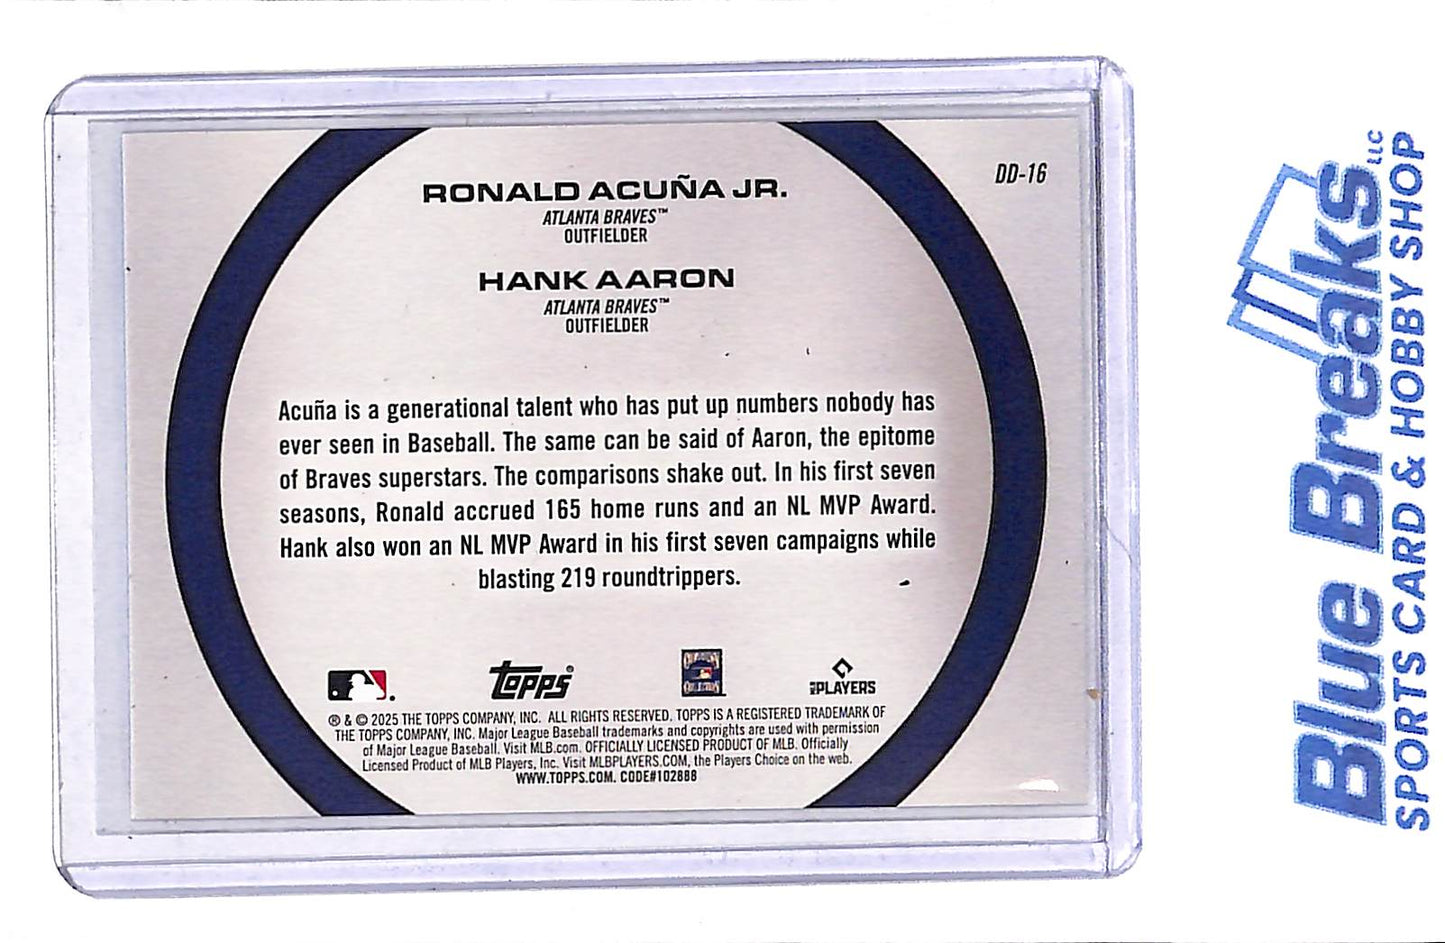 DD-16
RONALD ACUÑA JR.
ATLANTA BRAVES™
OUTFIELDER
HANK AARON
ATLANTA BRAVES™
OUTFIELDER
Acuña is a generational talent who has put up numbers nobody has
ever seen in Baseball. The same can be said of Aaron, the epitome
of Braves superstars. The comparisons shake out. In his first seven
seasons, Ronald accrued 165 home runs and an NL MVP Award.
Hank also won an NL MVP Award in his first seven campaigns while
blasting 219 roundtrippers.
Topps®
PLAYERS
® & © 2025 THE TOPPS COMPANY, INC. ALL RIGHTS RESERVED. TOPPS IS A REGISTERED TRADEMARK OF
THE TOPPS COMPANY, INC. Major League Baseball trademarks and copyrights are used with permission
of Major League Baseball. Visit MLB.com. OFFICIALLY LICENSED PRODUCT OF MLB. Officially
Licensed Product of MLB Players, Inc. Visit MLBPLAYERS.COM, the Players Choice on the web.
WWW.TOPPS.COM. CODE#102888
Blue Breaks LLC
SPORTS CARD & HOBBY SHOP